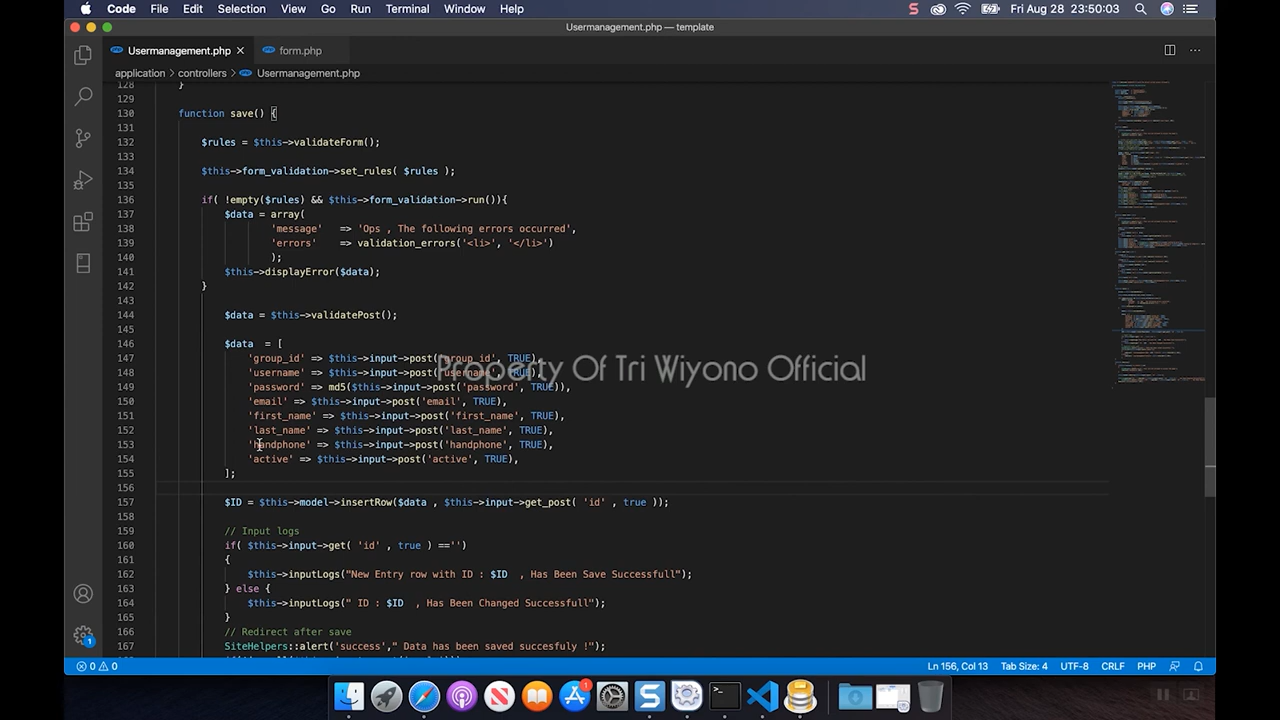 Code File Edit Selection View Go Run Terminal Window Help Fri Aug 28 23:50:03
Usermanagement.php — template
Usermanagement.php form.php
application > controllers > Usermanagement.php
128 }
129
130 function save() {
131
132 $rules = $this->validateForm();
133
134 $this->form_validation->set_rules( $rules );
135
136 if( !empty($rules) && $this->form_validation->run()){
137 $data = array(
138 'message' => 'Ops , The following errors occurred',
139 'errors' => validation_errors('<li>', '</li>')
140 );
141 $this->displayError($data);
142 }
143
144 $data = $this->validatePost();
145
146 $data = [
147 'group_id' => $this->input->post('group_id', TRUE),
148 'username' => $this->input->post('username', TRUE),
149 'password' => md5($this->input->post('password', TRUE)),
150 'email' => $this->input->post('email', TRUE),
151 'first_name' => $this->input->post('first_name', TRUE),
152 'last_name' => $this->input->post('last_name', TRUE),
153 'handphone' => $this->input->post('handphone', TRUE),
154 'active' => $this->input->post('active', TRUE),
155 ];
156
157 $ID = $this->model->insertRow($data , $this->input->get_post( 'id' , true ));
158
159 // Input logs
160 if( $this->input->get( 'id' , true ) =='')
161 {
162 $this->inputLogs("New Entry row with ID : $ID , Has Been Save Successfull");
163 } else {
164 $this->inputLogs(" ID : $ID , Has Been Changed Successfull");
165 }
166 // Redirect after save
167 SiteHelpers::alert('success'," Data has been saved succesfuly !");
Property Of Tri Wiyono Official
0 0 Ln 156, Col 13 Tab Size: 4 UTF-8 CRLF PHP